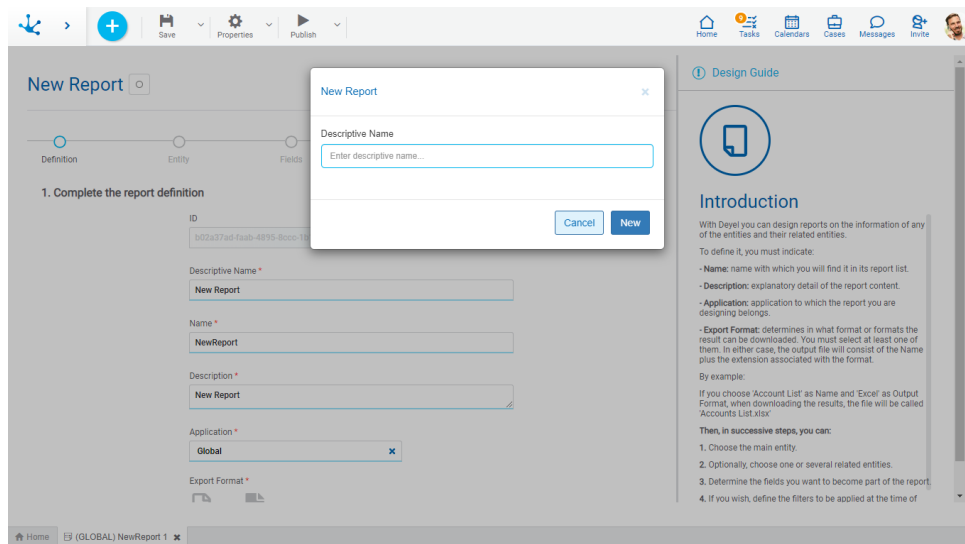 Save
Properties
Publish
Home
9
Tasks
Calendars
Cases
Messages
Invite
New Report
Definition
Entity
Fields
1. Complete the report definition
ID
Descriptive Name *
New Report
Name *
NewReport
Description *
New Report
Application *
Global
Export Format *
New Report
Descriptive Name
Enter descriptive name...
Cancel
New
Design Guide
Introduction
With Deyel you can design reports on the information of any
of the entities and their related entities.
To define it, you must indicate:
- Name: name with which you will find it in its report list.
- Description: explanatory detail of the report content.
- Application: application to which the report you are
designing belongs.
- Export Format: determines in what format or formats the
result can be downloaded. You must select at least one of
them. In either case, the output file will consist of the Name
plus the extension associated with the format.
By example:
If you choose 'Account List' as Name and 'Excel' as Output
Format, when downloading the results, the file will be called
'Accounts List.xlsx'
Then, in successive steps, you can:
1. Choose the main entity.
2. Optionally, choose one or several related entities.
3. Determine the fields you want to become part of the report.
4. If you wish, define the filters to be applied at the time of
Home
(GLOBAL) NewReport 1